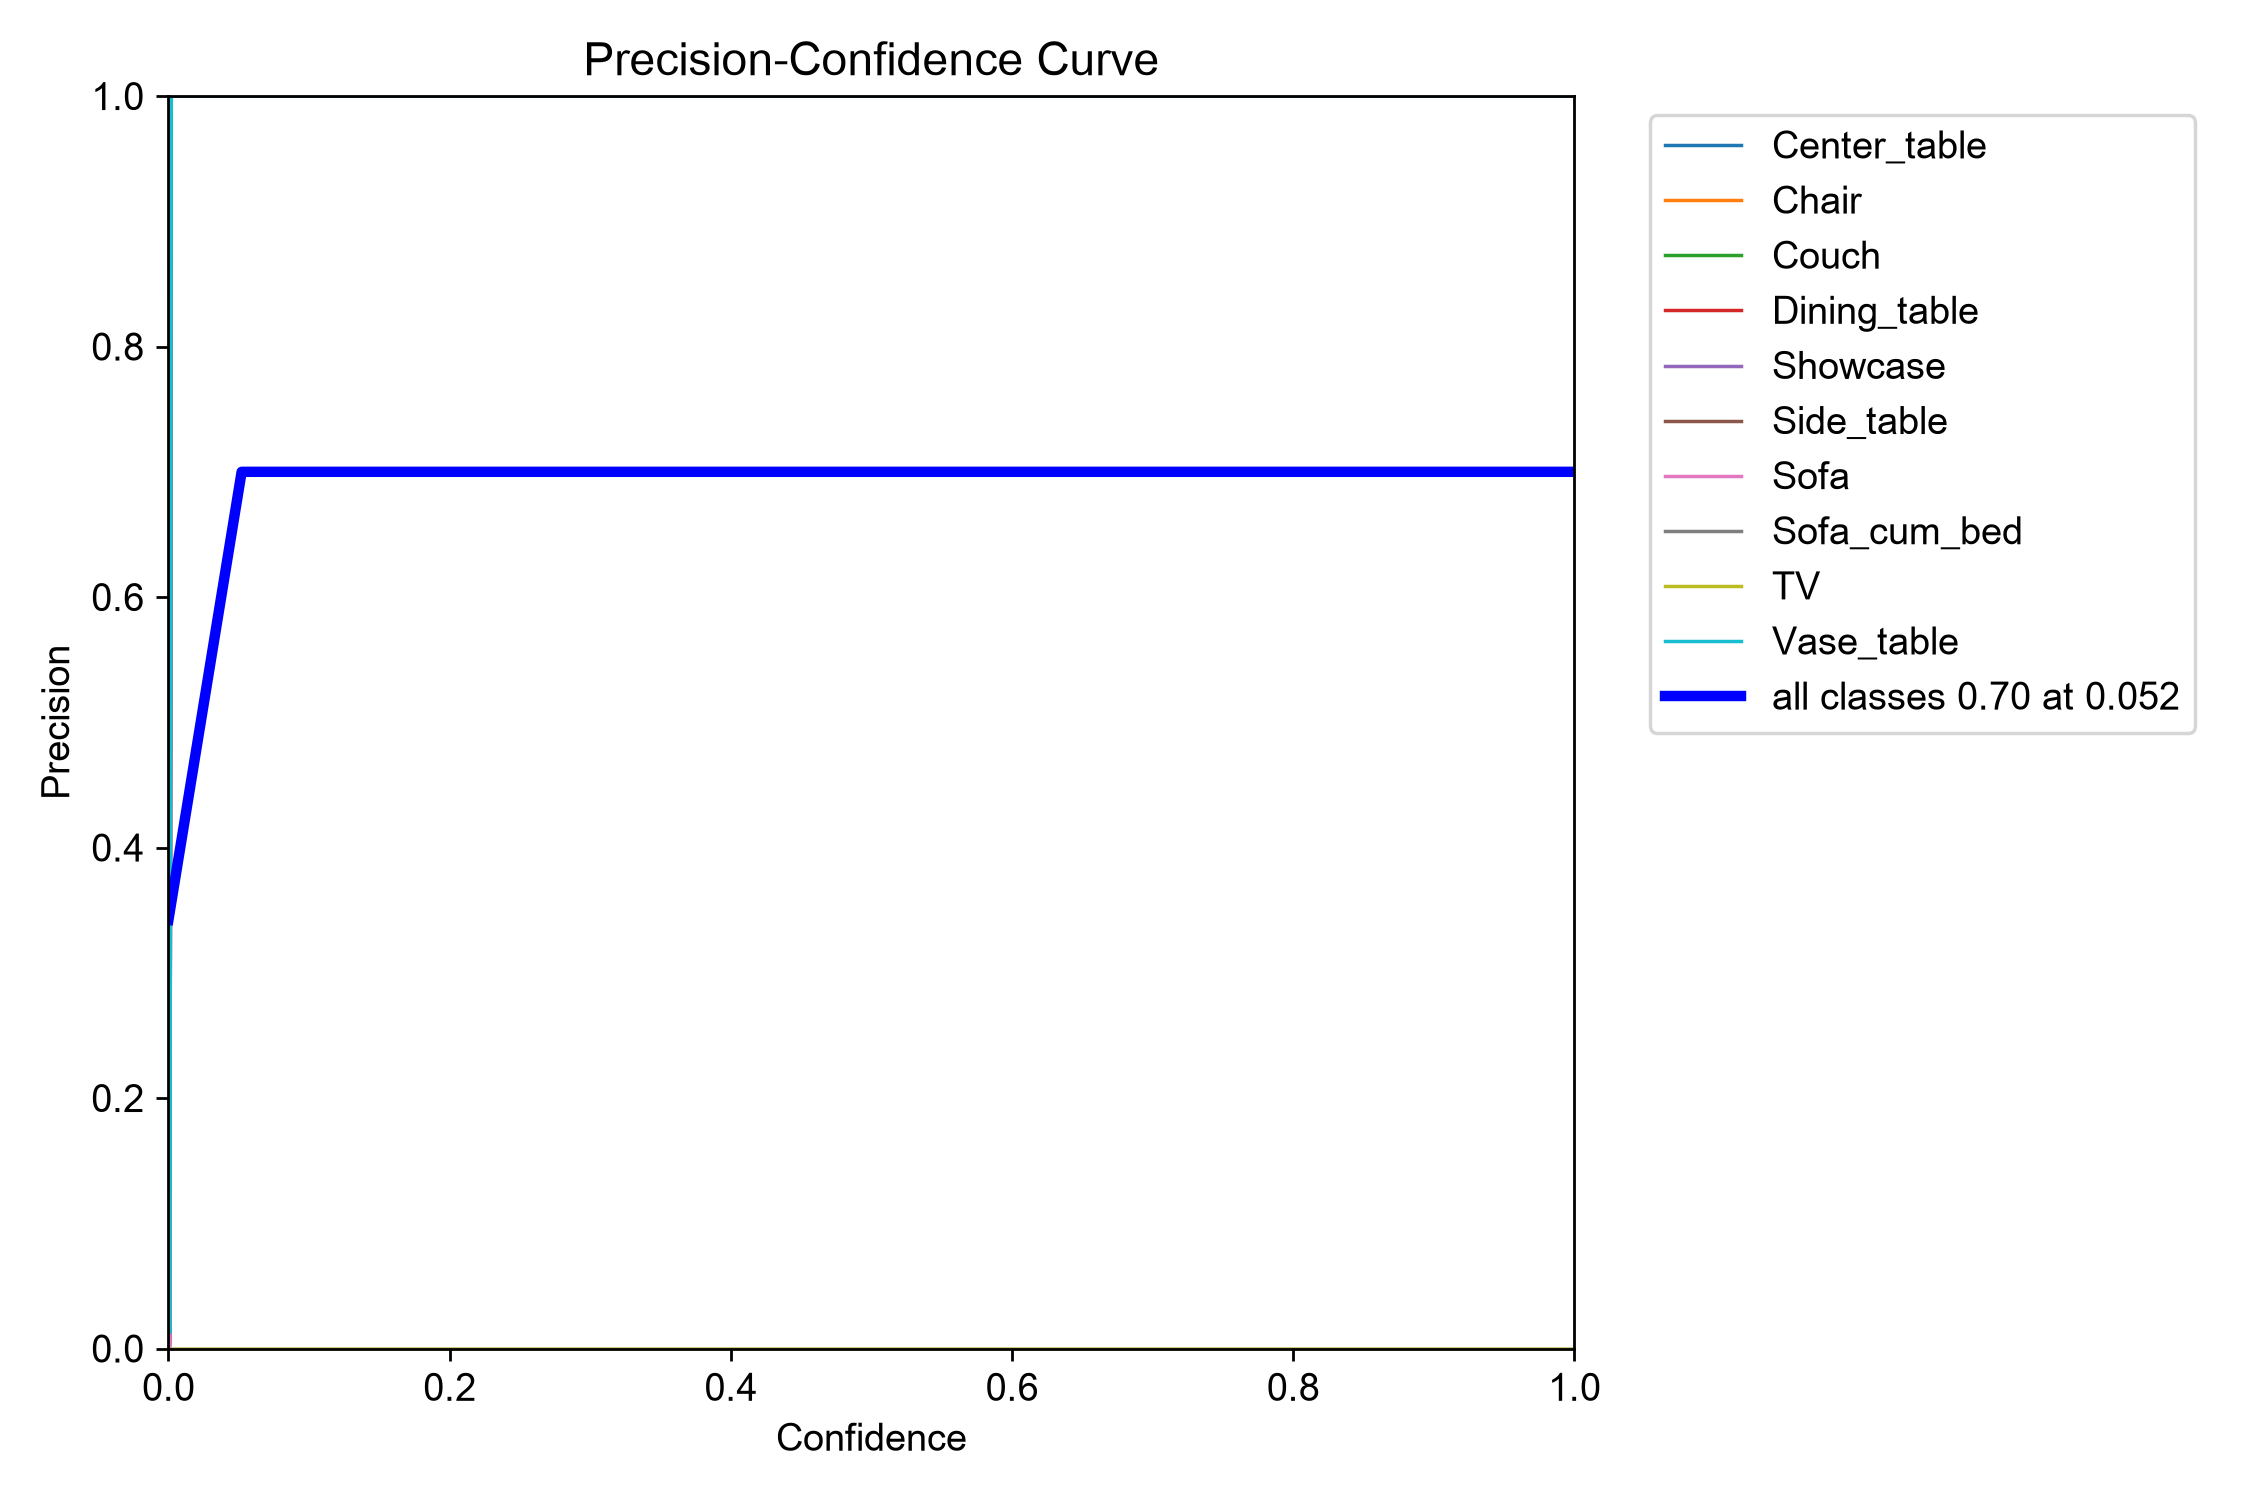 Precision-Confidence Curve
1.0
0.8
0.6
0.4
0.2
0.0
Precision
0.0 0.2 0.4 0.6 0.8 1.0
Confidence
Center_table
Chair
Couch
Dining_table
Showcase
Side_table
Sofa
Sofa_cum_bed
TV
Vase_table
all classes 0.70 at 0.052